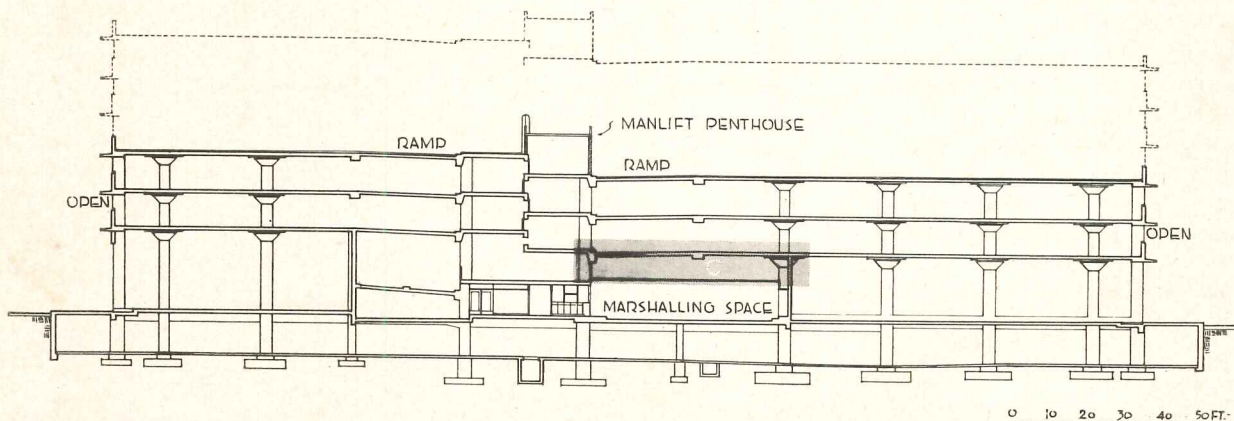 MANLIFT PENTHOUSE
RAMP
RAMP
OPEN
OPEN
MARSHALLING SPACE
0 10 20 30 40 50 FT.